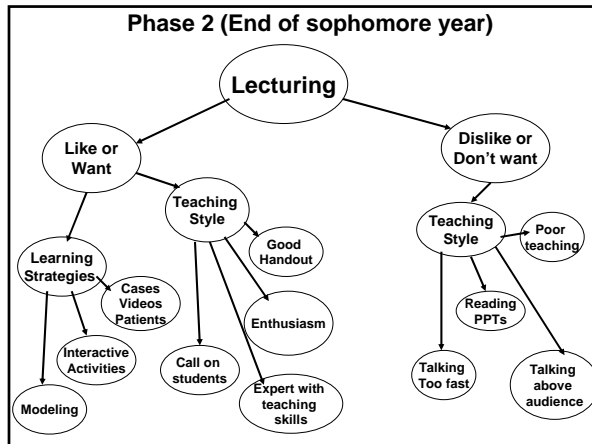 Phase 2 (End of sophomore year)
Lecturing
Like or
Want
Dislike or
Don't want
Teaching
Style
Teaching
Style
Poor
teaching
Good
Handout
Learning
Strategies
Cases
Videos
Patients
Reading
PPTs
Enthusiasm
Interactive
Activities
Call on
students
Talking
Too fast
Talking
above
audience
Expert with
teaching
skills
Modeling